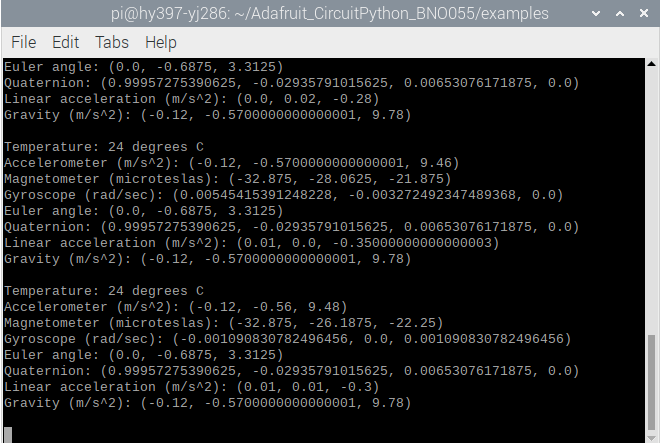 pi@hy397-yj286: ~/Adafruit_CircuitPython_BNO055/examples
File Edit Tabs Help
Euler angle: (0.0, -0.6875, 3.3125)
Quaternion: (0.99957275390625, -0.02935791015625, 0.00653076171875, 0.0)
Linear acceleration (m/s^2): (0.0, 0.02, -0.28)
Gravity (m/s^2): (-0.12, -0.5700000000000001, 9.78)
Temperature: 24 degrees C
Accelerometer (m/s^2): (-0.12, -0.5700000000000001, 9.46)
Magnetometer (microteslas): (-32.875, -28.0625, -21.875)
Gyroscope (rad/sec): (0.00545415391248228, -0.003272492347489368, 0.0)
Euler angle: (0.0, -0.6875, 3.3125)
Quaternion: (0.99957275390625, -0.02935791015625, 0.00653076171875, 0.0)
Linear acceleration (m/s^2): (0.01, 0.0, -0.35000000000000003)
Gravity (m/s^2): (-0.12, -0.5700000000000001, 9.78)
Temperature: 24 degrees C
Accelerometer (m/s^2): (-0.12, -0.56, 9.48)
Magnetometer (microteslas): (-32.875, -26.1875, -22.25)
Gyroscope (rad/sec): (-0.001090830782496456, 0.0, 0.001090830782496456)
Euler angle: (0.0, -0.6875, 3.3125)
Quaternion: (0.99957275390625, -0.02935791015625, 0.00653076171875, 0.0)
Linear acceleration (m/s^2): (0.01, 0.01, -0.3)
Gravity (m/s^2): (-0.12, -0.5700000000000001, 9.78)